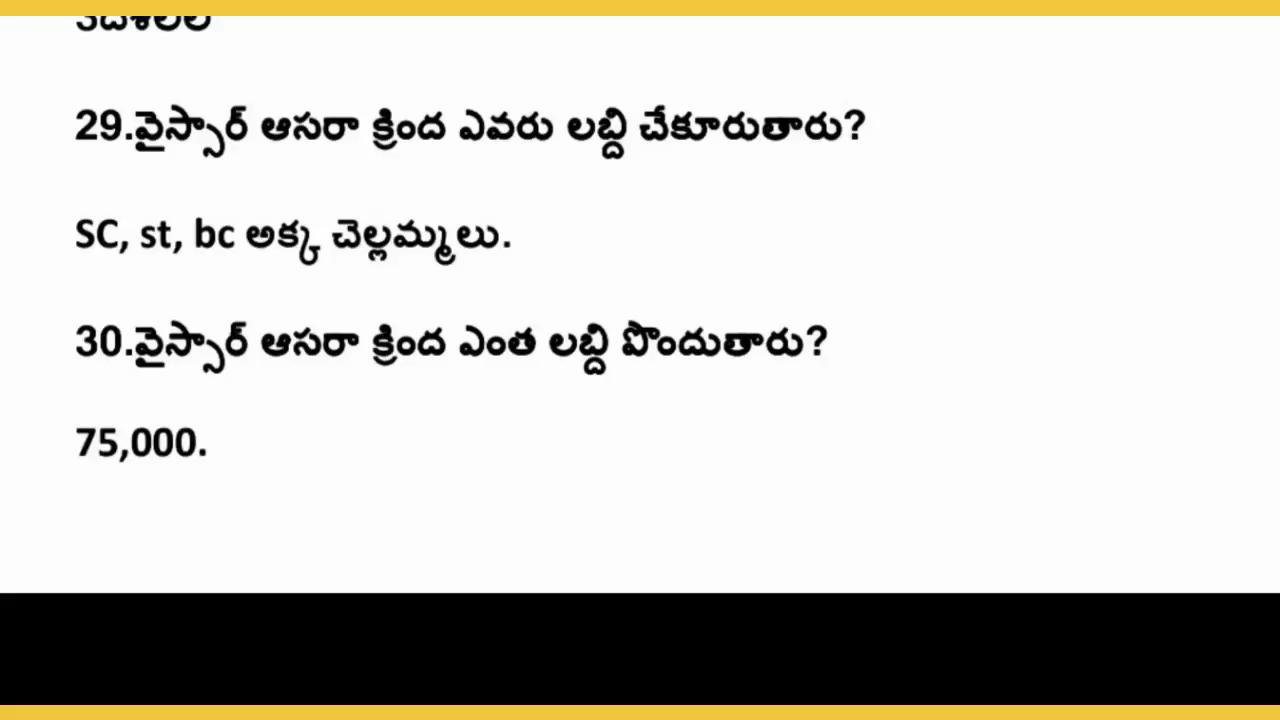 29.వైస్సార్ ఆసరా క్రింద ఎవరు లబ్ది చేకూరుతారు?
SC, st, bc అక్క చెల్లమ్మలు.
30.వైస్సార్ ఆసరా క్రింద ఎంత లబ్ది పొందుతారు?
75,000.